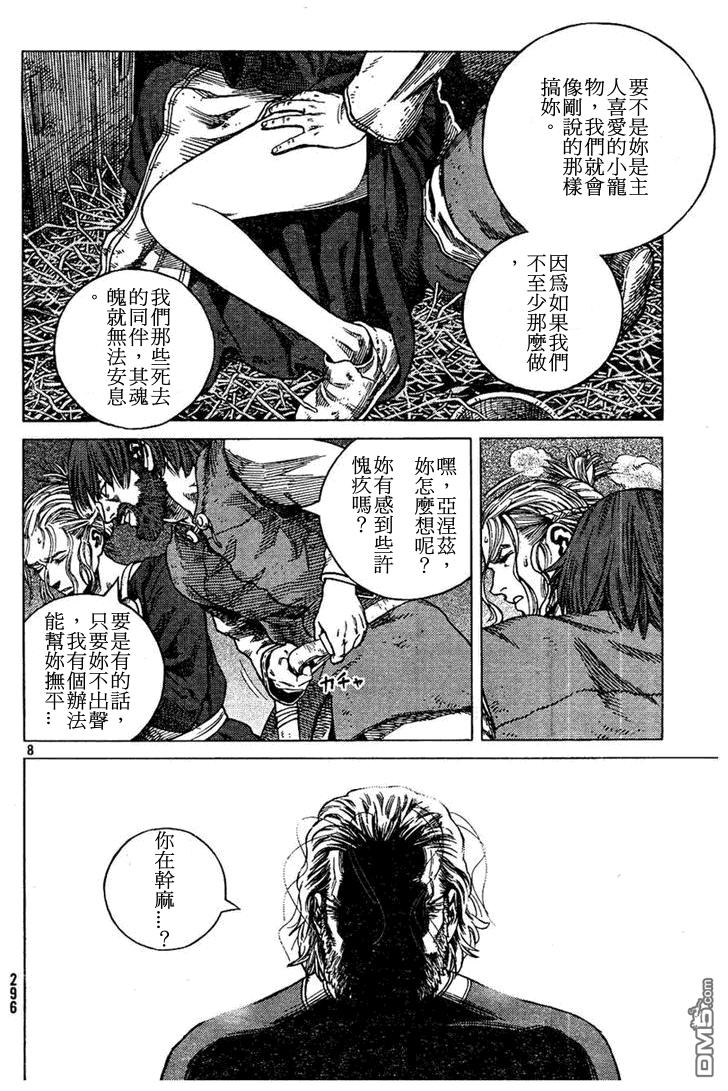 要不是妳是主
人喜愛的小寵
物，我們就會
像剛說的那樣
搞妳。
因爲如果我們
不至少那麼做
，
我們那些死去
的同伴，其魂
魄就無法安息
。
嘿，亞涅茲，
妳怎麼想呢？
妳有感到些許
愧疚嗎？
ガチャ
要是有的話，
只要妳不出聲
，我有個辦法
能幫妳撫平…
8
你在
幹麻
…？
296
DM5.com